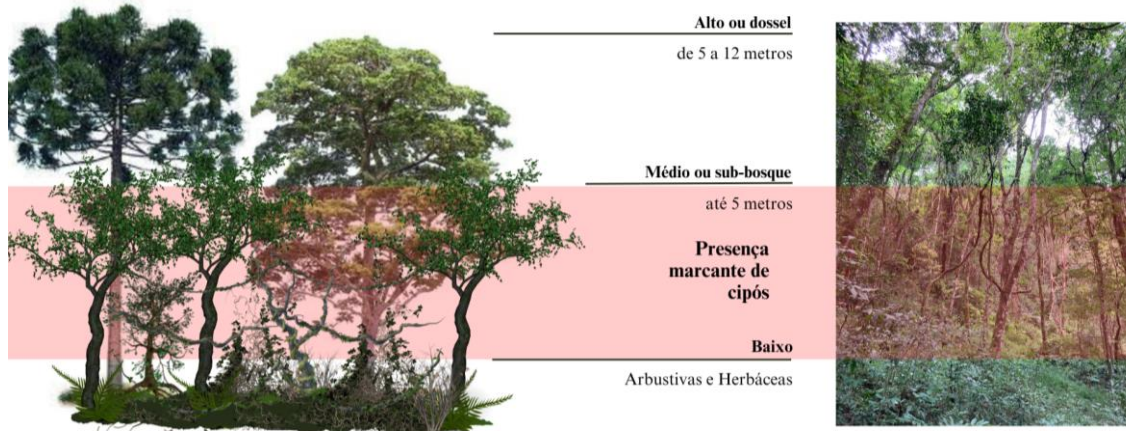 Alto ou dossel
de 5 a 12 metros
Médio ou sub-bosque
até 5 metros
Presença
marcante de
cipós
Baixo
Arbustivas e Herbáceas